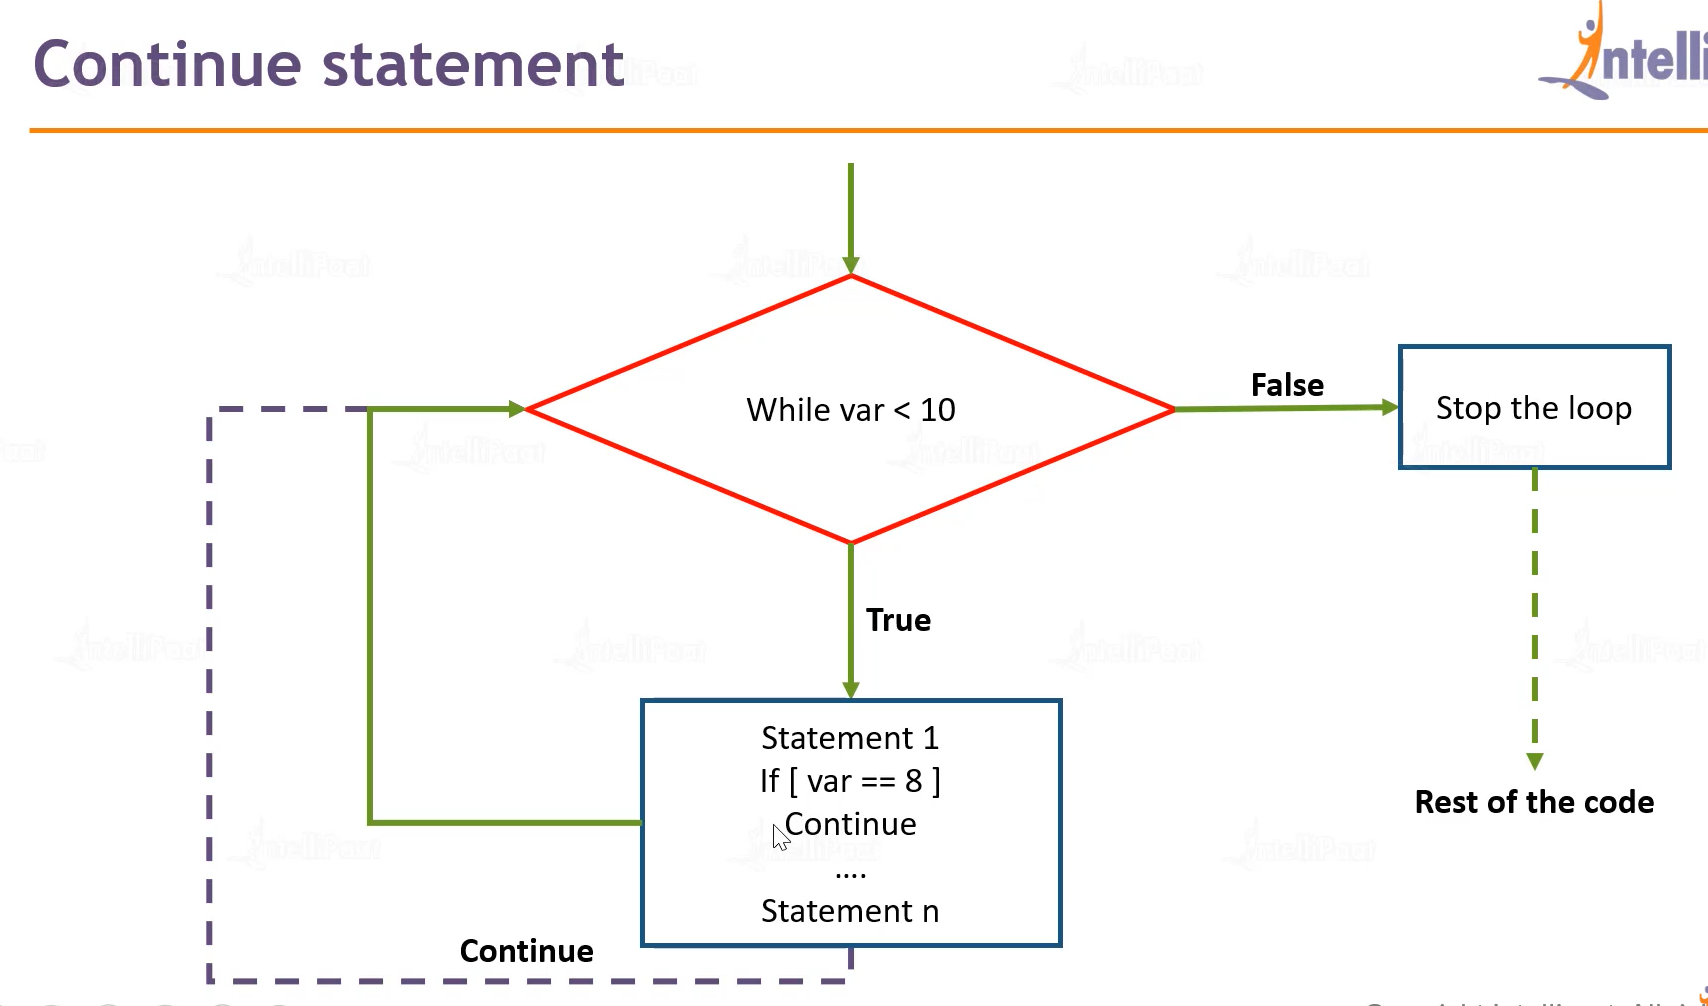 Continue statement
ntelli
While var < 10
False
Stop the loop
True
Statement 1
If [ var == 8 ]
Continue
....
Statement n
Rest of the code
Continue